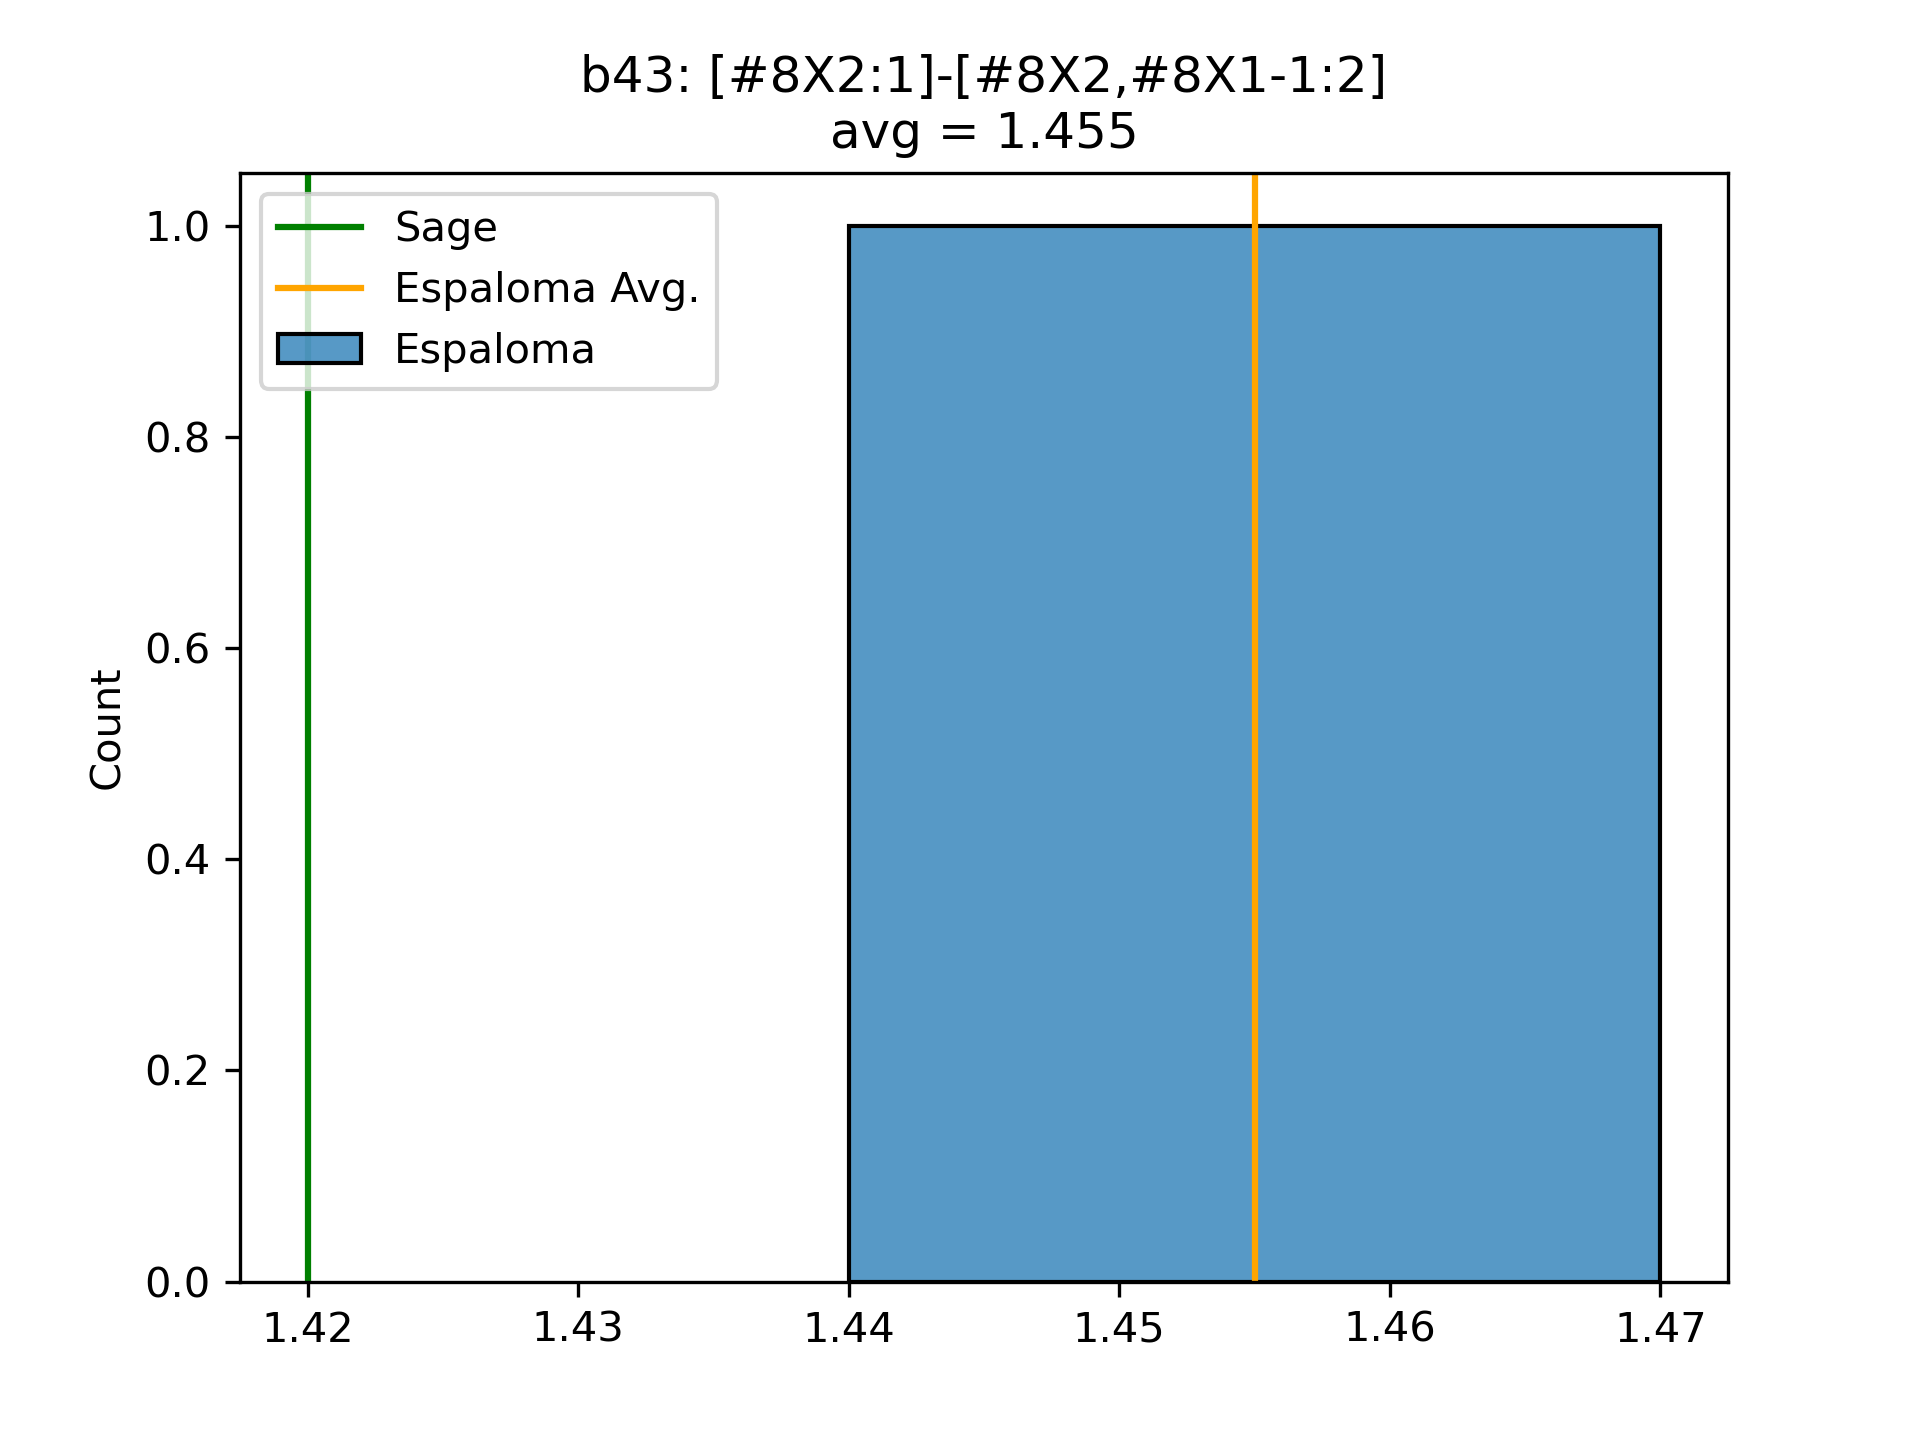 b43: [#8X2:1]-[#8X2,#8X1-1:2]
avg = 1.455
Sage
Espaloma Avg.
Espaloma
Count
1.0
0.8
0.6
0.4
0.2
0.0
1.42 1.43 1.44 1.45 1.46 1.47